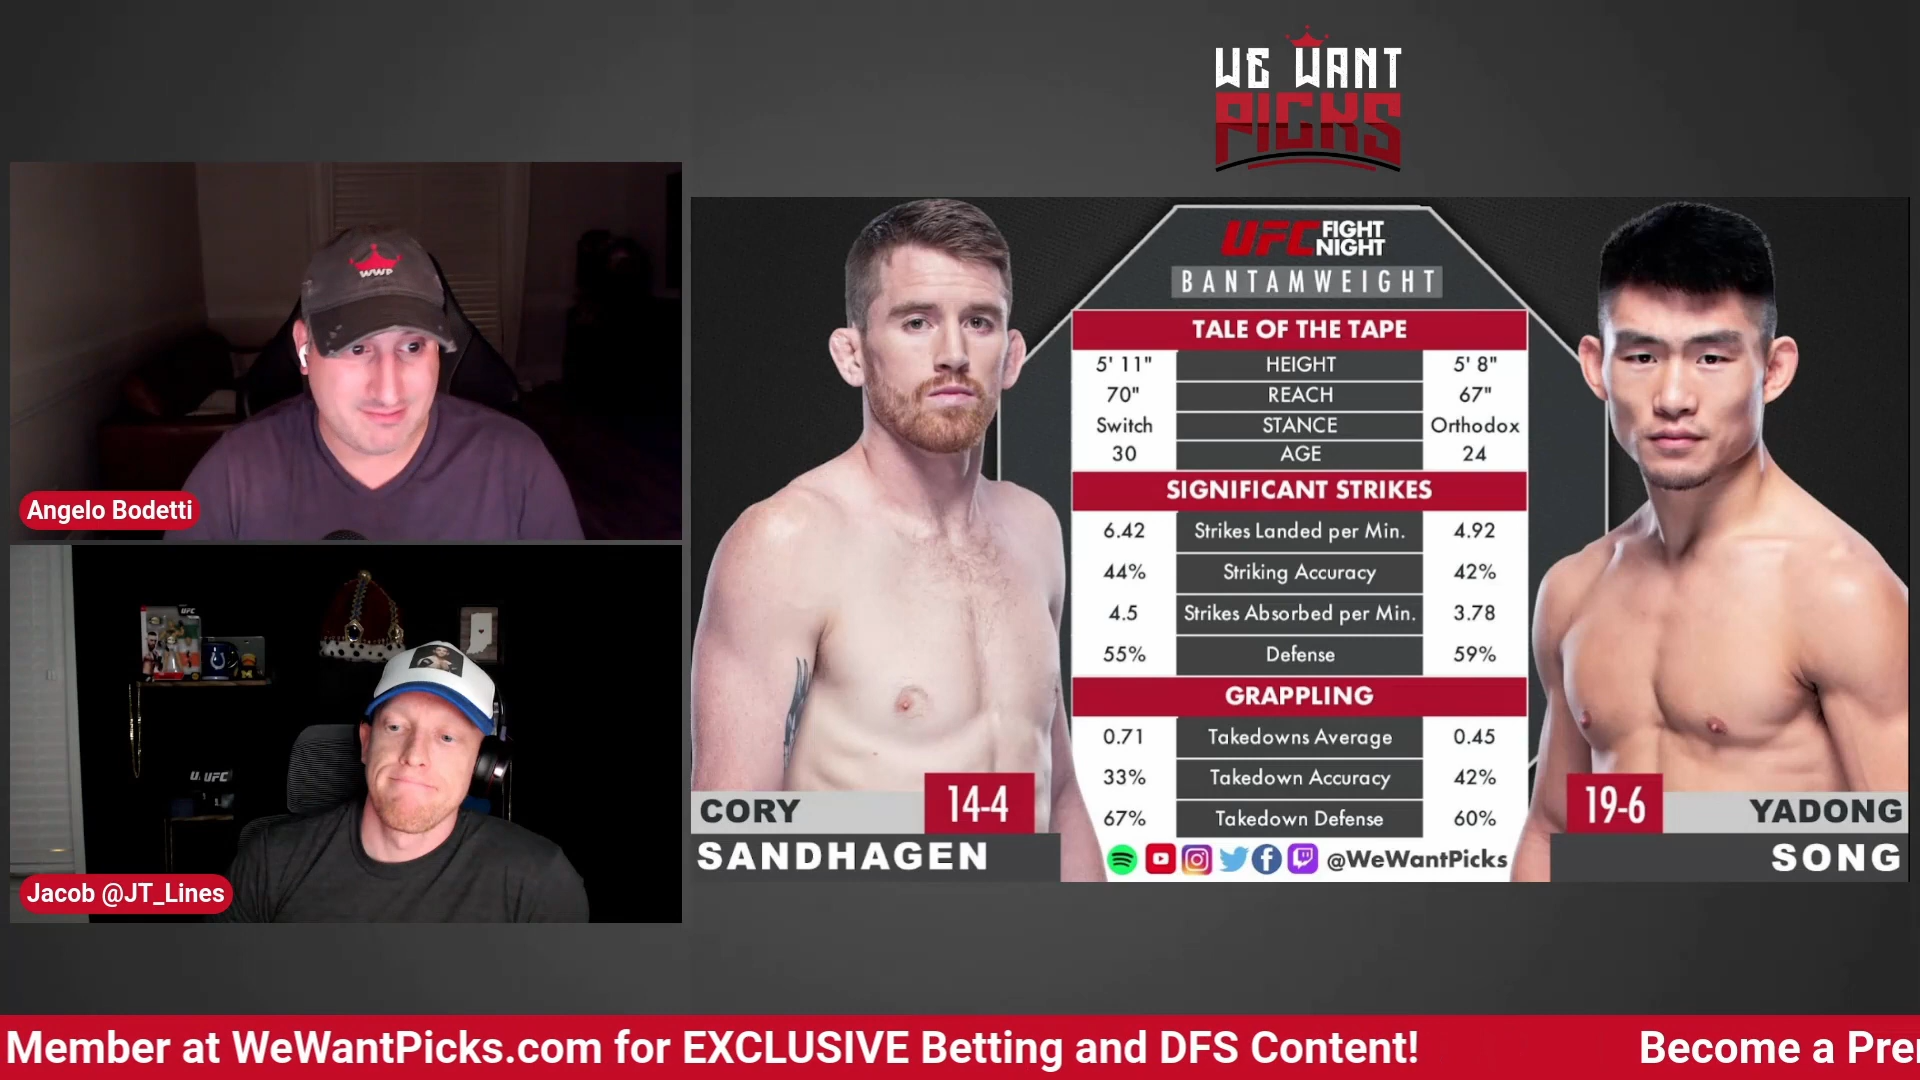 WE WANT
PICKS
WWP
Angelo Bodetti
UFC
U UFC
Jacob @JT_Lines
UFC FIGHT
NIGHT
BANTAMWEIGHT
TALE OF THE TAPE
5' 11" HEIGHT 5' 8"
70" REACH 67"
Switch STANCE Orthodox
30 AGE 24
SIGNIFICANT STRIKES
6.42 Strikes Landed per Min. 4.92
44% Striking Accuracy 42%
4.5 Strikes Absorbed per Min. 3.78
55% Defense 59%
GRAPPLING
0.71 Takedowns Average 0.45
33% Takedown Accuracy 42%
67% Takedown Defense 60%
@WeWantPicks
CORY 14-4
SANDHAGEN
19-6 YADONG
SONG
Member at WeWantPicks.com for EXCLUSIVE Betting and DFS Content! Become a Pre